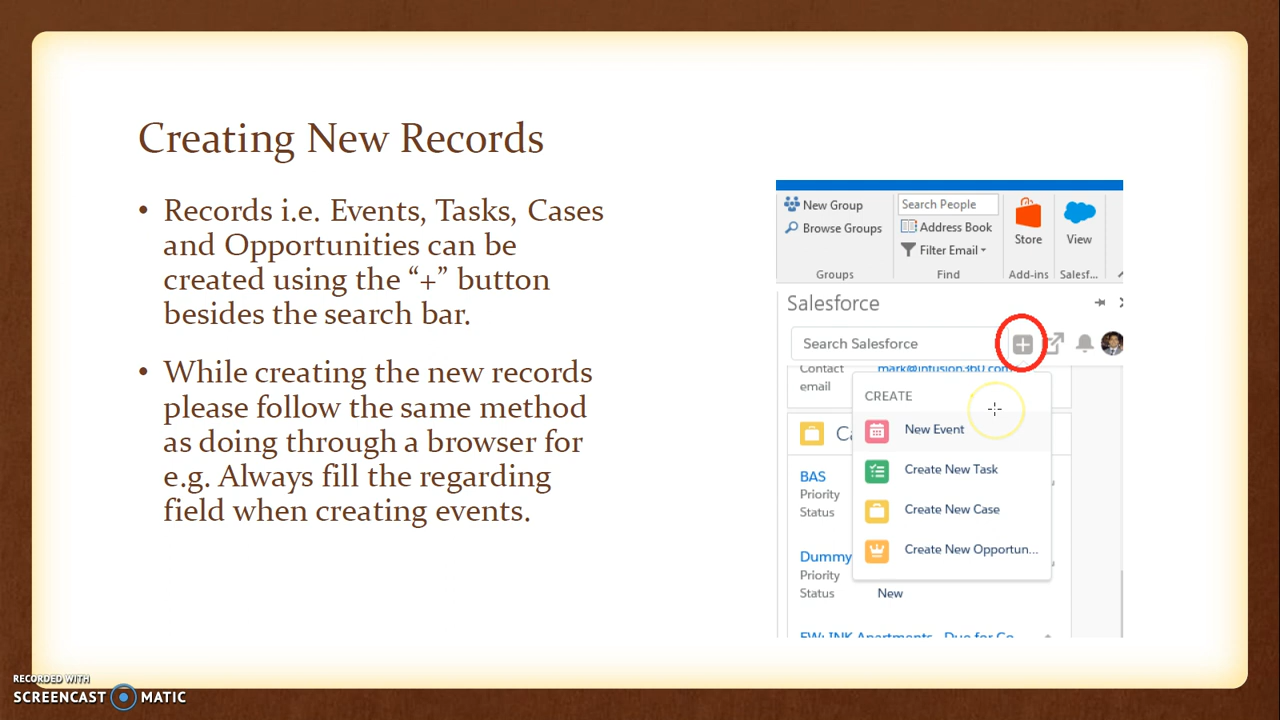 Creating New Records
• Records i.e. Events, Tasks, Cases
and Opportunities can be
created using the “+” button
besides the search bar.
• While creating the new records
please follow the same method
as doing through a browser for
e.g. Always fill the regarding
field when creating events.
New Group
Browse Groups
Groups
Search People
Address Book
Filter Email
Find
Store
Add-ins
View
Salesf...
Salesforce
Search Salesforce
Contact
email
mark@infusion360.com
CREATE
New Event
Create New Task
Create New Case
Create New Opportun...
BAS
Priority
Status
Dummy
Priority
Status New
RECORDED WITH
SCREENCAST MATIC